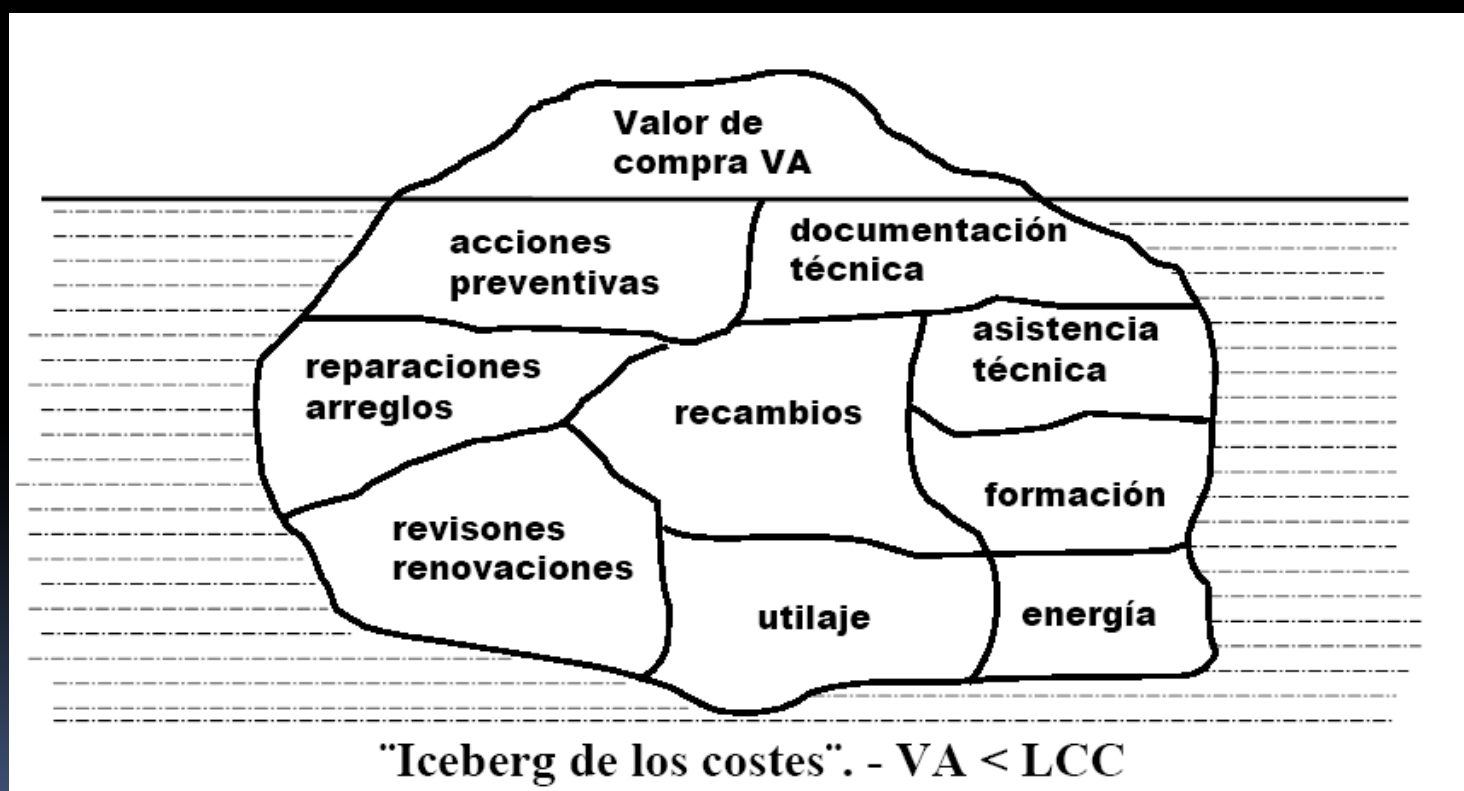 Valor de
compra VA
acciones
preventivas
documentación
técnica
reparaciones
arreglos
recambios
asistencia
técnica
formación
revisones
renovaciones
utilaje
energía
¨Iceberg de los costes¨. - VA < LCC